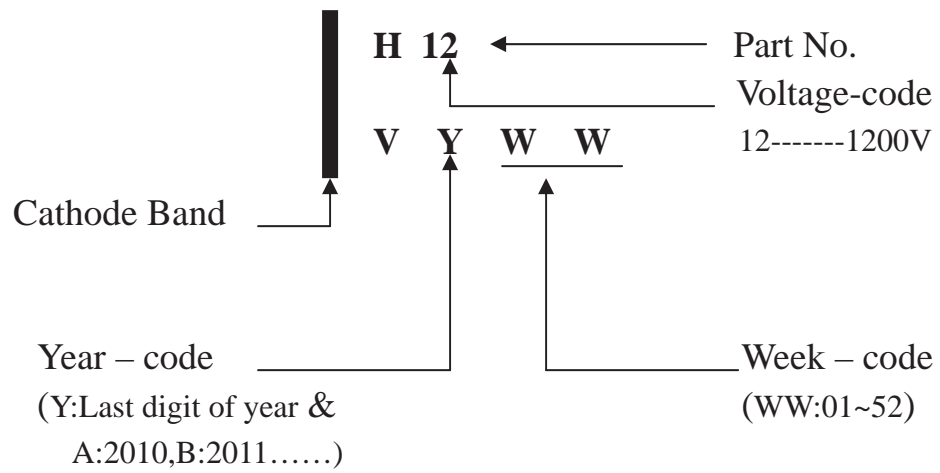 H 12
Part No.
Voltage-code
12-------1200V
V Y W W
Cathode Band
Year – code
(Y:Last digit of year &
A:2010,B:2011……)
Week – code
(WW:01~52)